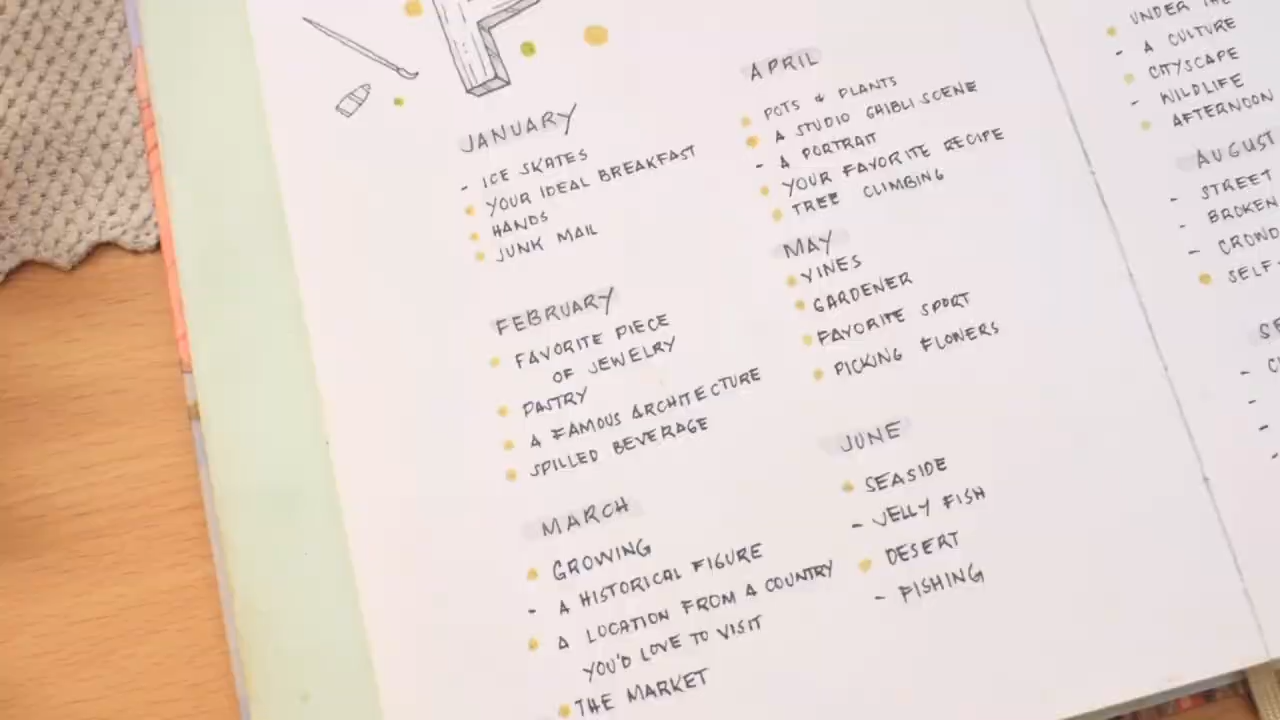 JANUARY
- ICE SKATES
YOUR IDEAL BREAKFAST
HANDS
JUNK MAIL
FEBRUARY
FAVORITE PIECE
OF JEWELRY
PASTRY
A FAMOUS ARCHITECTURE
SPILLED BEVERAGE
MARCH
GROWING
- A HISTORICAL FIGURE
A LOCATION FROM A COUNTRY
YOU'D LOVE TO VISIT
THE MARKET
APRIL
POTS & PLANTS
A STUDIO GHIBLI SCENE
- A PORTRAIT
YOUR FAVORITE RECIPE
TREE CLIMBING
MAY
VINES
GARDENER
FAVORITE SPORT
PICKING FLOWERS
JUNE
SEASIDE
- JELLY FISH
DESERT
- FISHING
UNDER THE
- A CULTURE
CITYSCAPE
- WILDLIFE
AFTERNOON
AUGUST
- STREET
- BROKEN
- CROWD
SELF-